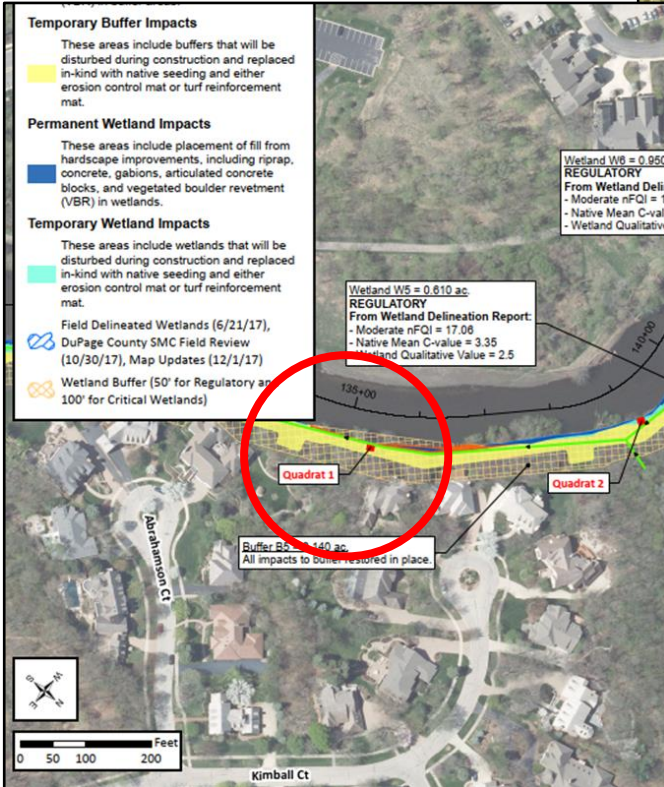 Temporary Buffer Impacts
These areas include buffers that will be
disturbed during construction and replaced
in-kind with native seeding and either
erosion control mat or turf reinforcement
mat.
Permanent Wetland Impacts
These areas include placement of fill from
hardscape improvements, including riprap,
concrete, gabions, articulated concrete
blocks, and vegetated boulder revetment
(VBR) in wetlands.
Temporary Wetland Impacts
These areas include wetlands that will be
disturbed during construction and replaced
in-kind with native seeding and either
erosion control mat or turf reinforcement
mat.
Field Delineated Wetlands (6/21/17),
DuPage County SMC Field Review
(10/30/17), Map Updates (12/1/17)
Wetland Buffer (50' for Regulatory
100' for Critical Wetlands)
Wetland W6 = 0.950
REGULATORY
From Wetland
- Moderate nFQI =
- Native Mean
- Wetland
Wetland W5 = 0.610 ac.
REGULATORY
From Wetland Delineation Report:
- Moderate nFQI = 17.06
- Native Mean C-value = 3.35
- Wetland Qualitative Value = 2.5
135+00
140+00
Quadrat 1
Quadrat 2
Buffer B5 = 140 ac.
All impacts to buffer restored in place.
Abrahamson Ct
Kimball Ct
S W
E N
Feet
0 50 100 200